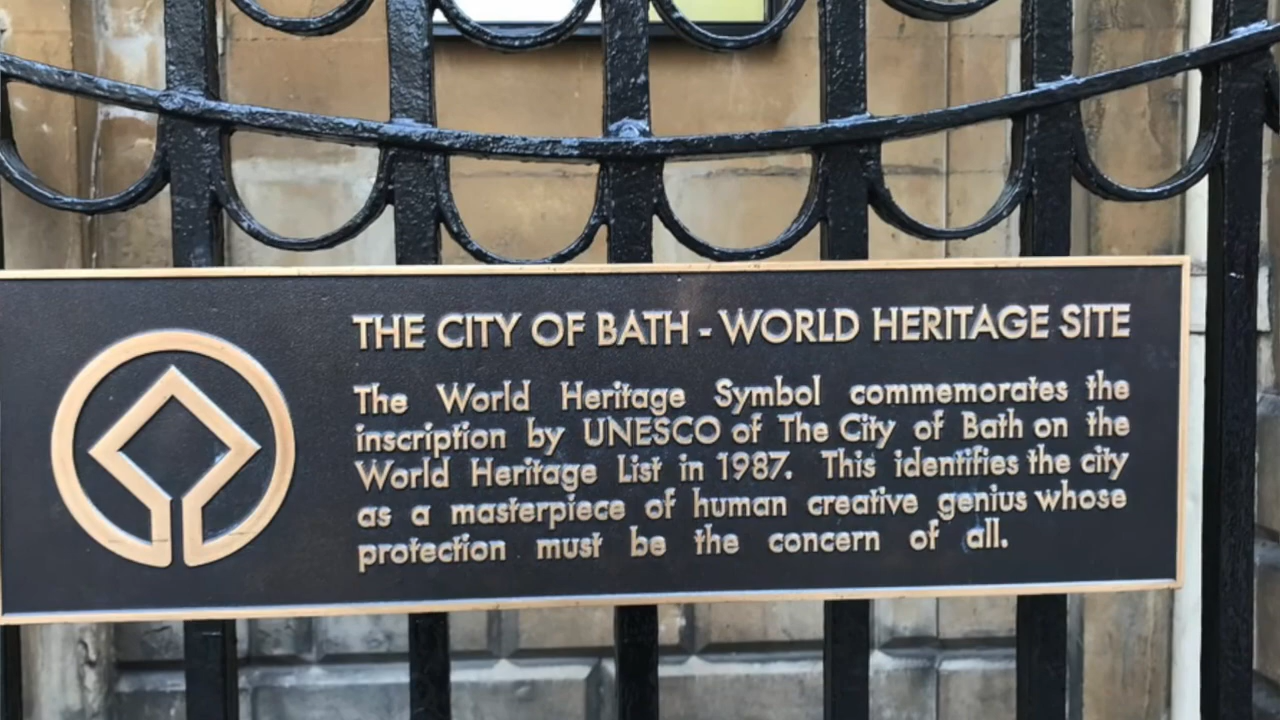 THE CITY OF BATH - WORLD HERITAGE SITE
The World Heritage Symbol commemorates the
inscription by UNESCO of The City of Bath on the
World Heritage List in 1987. This identifies the city
as a masterpiece of human creative genius whose
protection must be the concern of all.